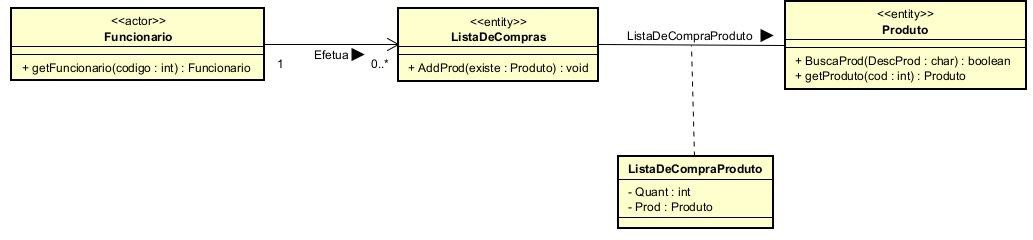 <<actor>>
Funcionario
+ getFuncionario(codigo : int) : Funcionario
1
Efetua
0..*
<<entity>>
ListaDeCompras
+ AddProd(existe : Produto) : void
ListaDeCompraProduto
<<entity>>
Produto
+ BuscaProd(DescProd : char) : boolean
+ getProduto(cod : int) : Produto
ListaDeCompraProduto
- Quant : int
- Prod : Produto